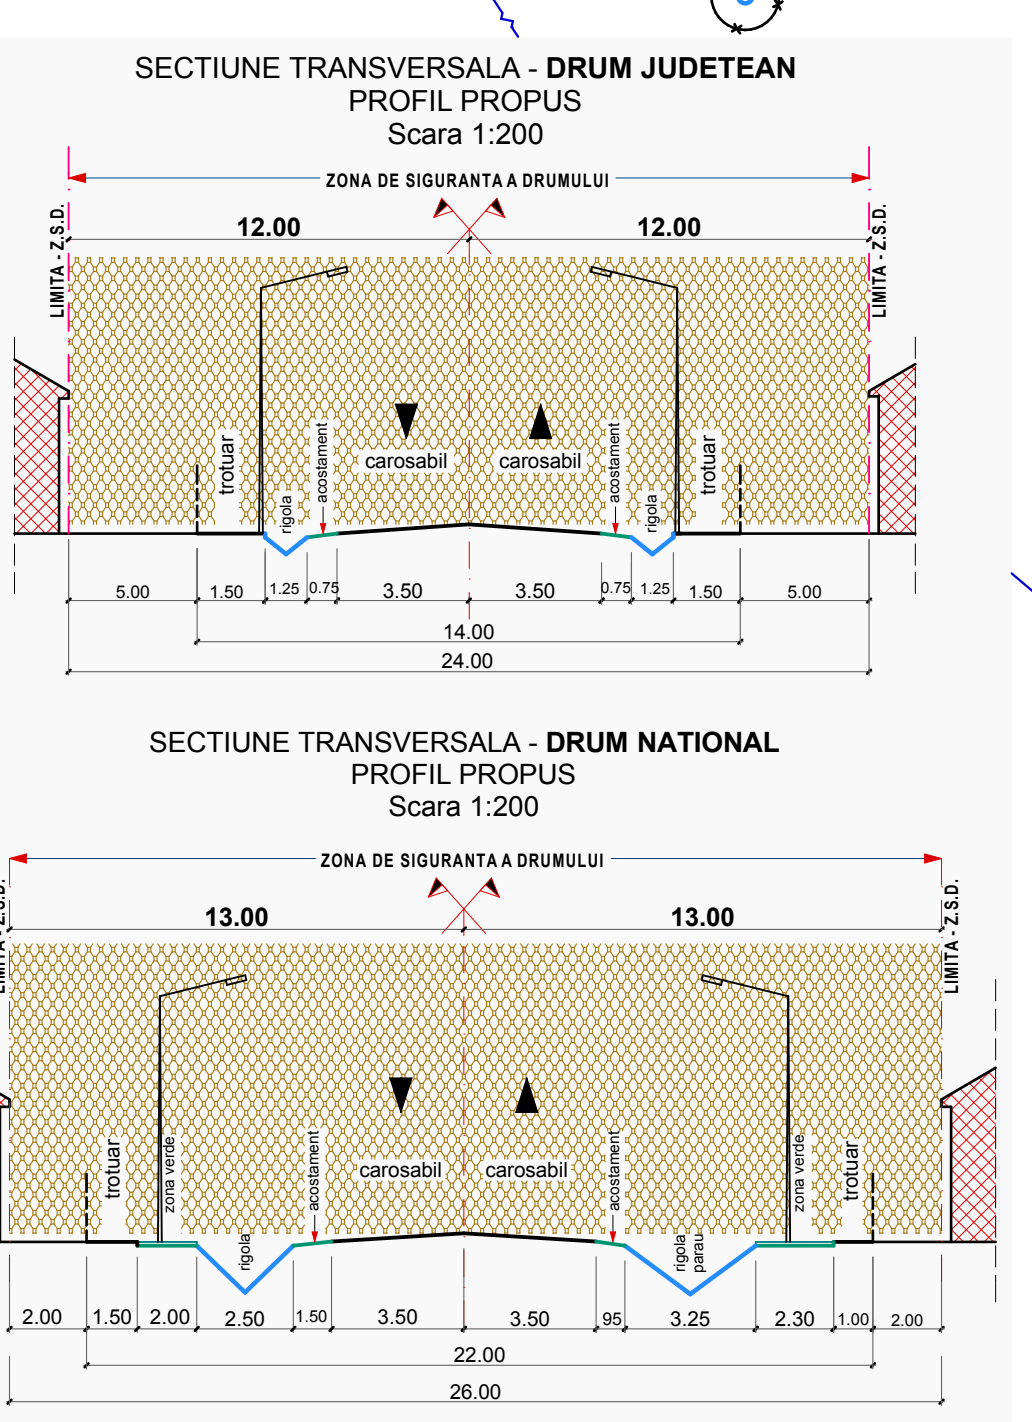 SECTIUNE TRANSVERSALA - DRUM JUDETEAN
PROFIL PROPUS
Scara 1:200
ZONA DE SIGURANTA A DRUMULUI
LIMITA - Z.S.D.
12.00
12.00
LIMITA - Z.S.D.
trotuar
rigola
acostament
carosabil
carosabil
acostament
rigola
trotuar
5.00
1.50
1.25
0.75
3.50
3.50
0.75
1.25
1.50
5.00
14.00
24.00
SECTIUNE TRANSVERSALA - DRUM NATIONAL
PROFIL PROPUS
Scara 1:200
ZONA DE SIGURANTA A DRUMULUI
LIMITA - Z.S.D.
13.00
13.00
LIMITA - Z.S.D.
trotuar
zona verde
rigola
acostament
carosabil
carosabil
acostament
rigola
parau
zona verde
trotuar
2.00
1.50
2.00
2.50
1.50
3.50
3.50
95
3.25
2.30
1.00
2.00
22.00
26.00